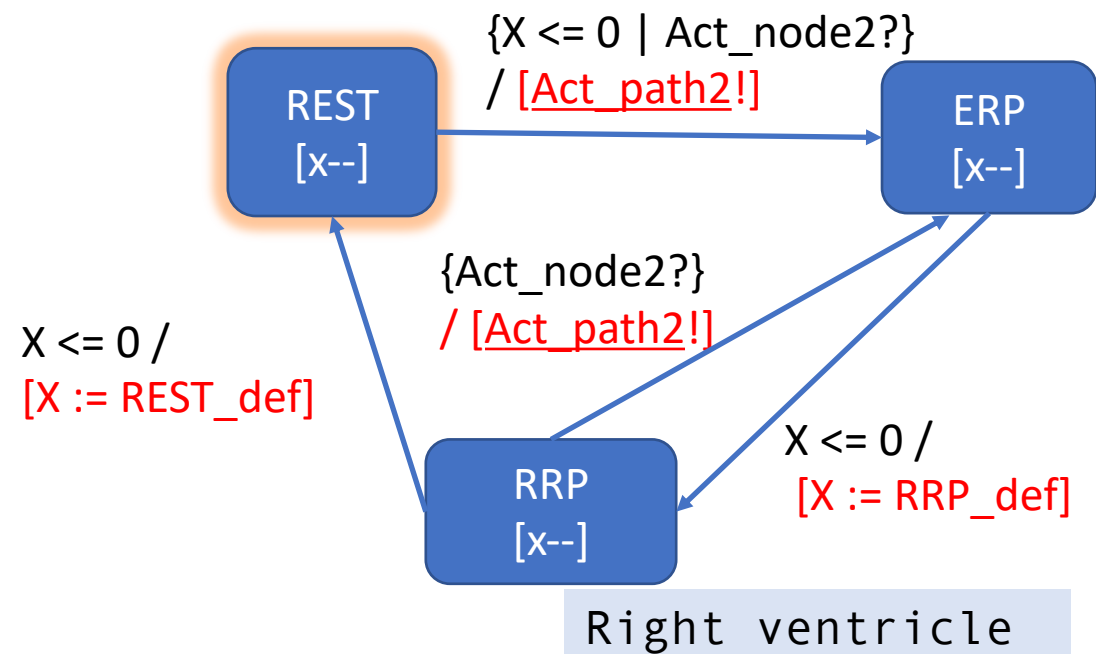 {X <= 0 | Act_node2?}
/ [Act_path2!]
REST
[x--]
ERP
[x--]
{Act_node2?}
/ [Act_path2!]
X <= 0 /
[X := REST_def]
X <= 0 /
[X := RRP_def]
RRP
[x--]
Right ventricle